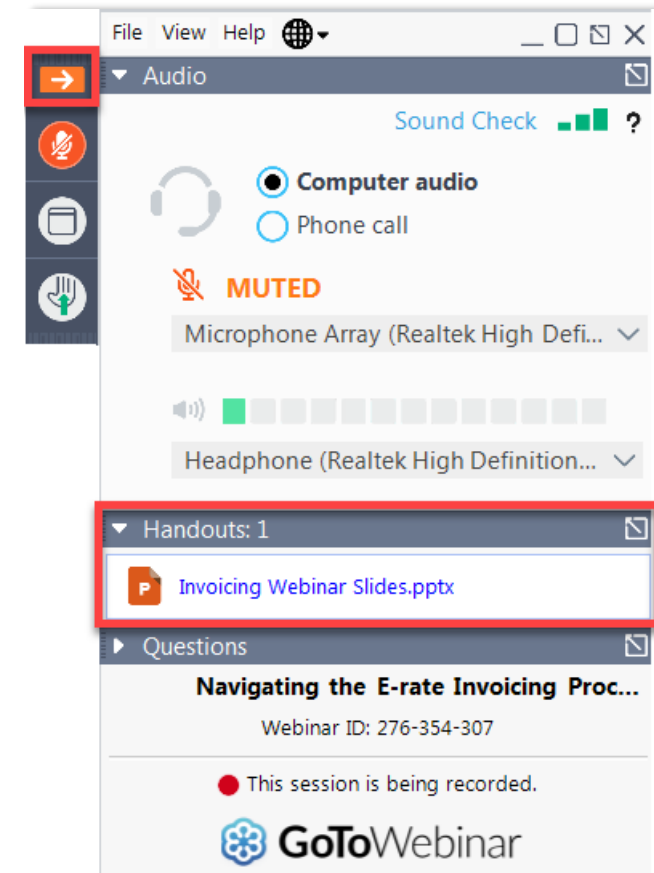 File View Help
Audio
Sound Check ?
Computer audio
Phone call
MUTED
Microphone Array (Realtek High Defi...
Headphone (Realtek High Definition...
Handouts: 1
P Invoicing Webinar Slides.pptx
Questions
Navigating the E-rate Invoicing Proc...
Webinar ID: 276-354-307
This session is being recorded.
GoToWebinar